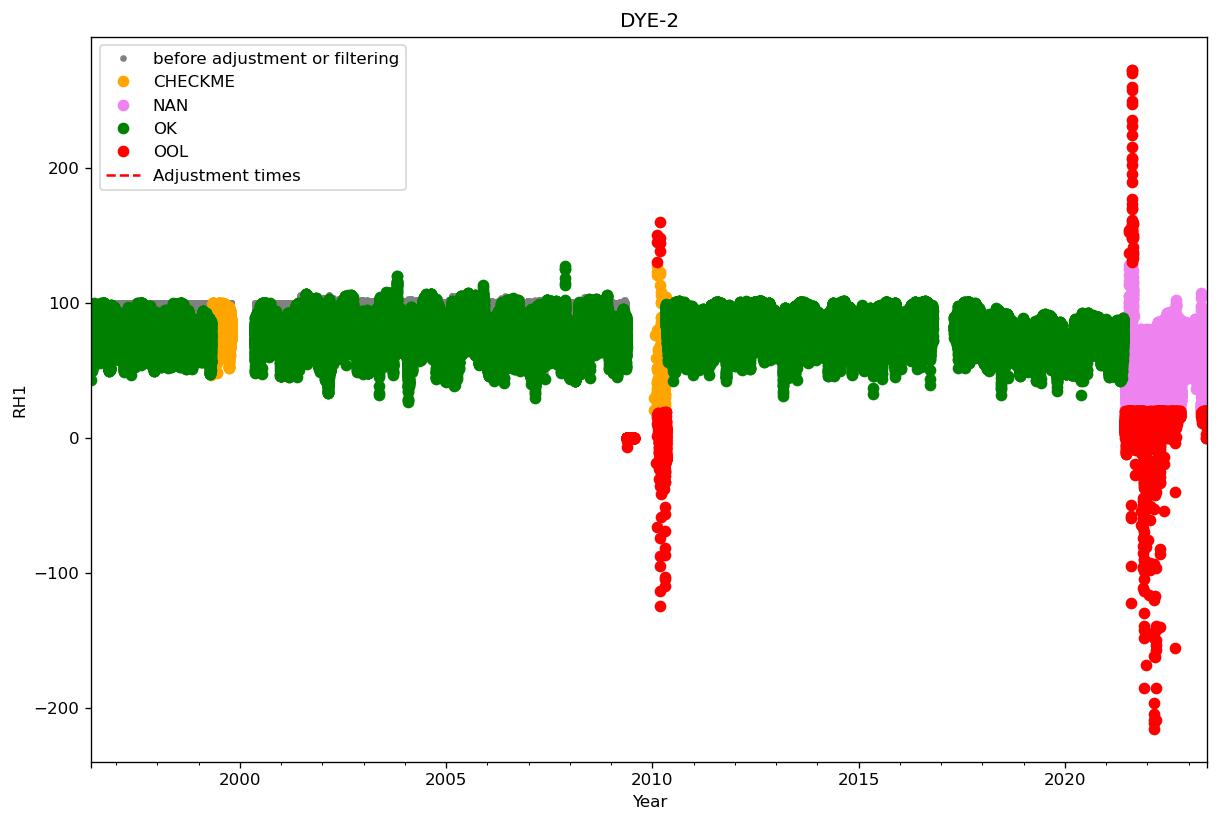 DYE-2
before adjustment or filtering
CHECKME
NAN
OK
OOL
Adjustment times
200
100
0
−100
−200
RH1
2000
2005
2010
2015
2020
Year